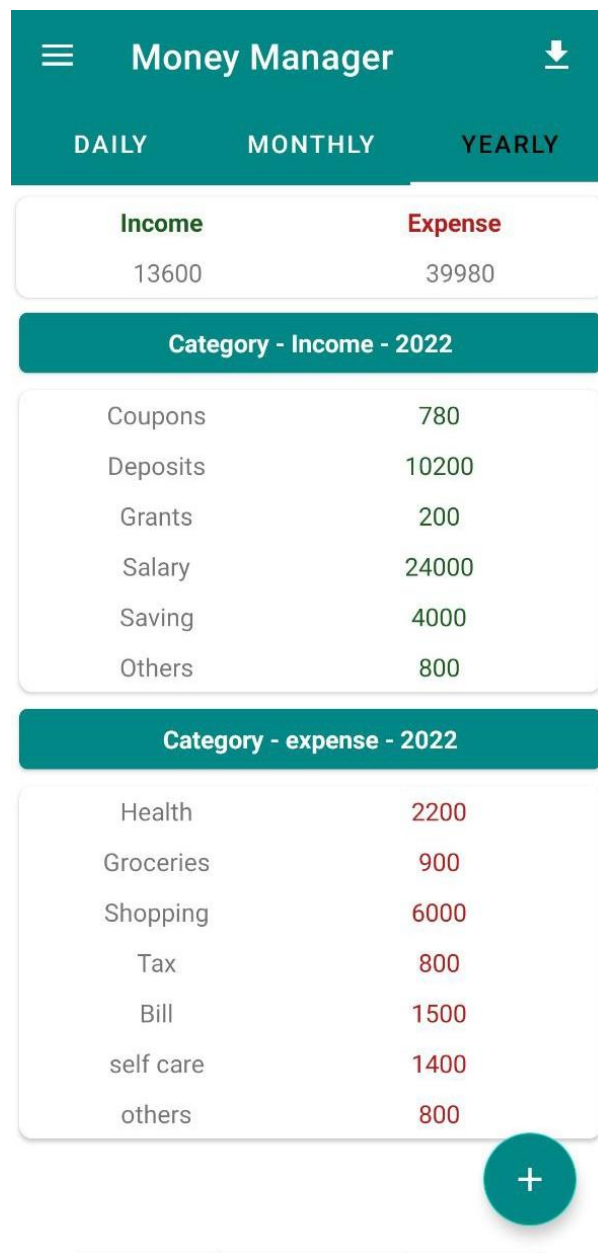 Money Manager
DAILY MONTHLY YEARLY
Income Expense
13600 39980
Category - Income - 2022
Coupons 780
Deposits 10200
Grants 200
Salary 24000
Saving 4000
Others 800
Category - expense - 2022
Health 2200
Groceries 900
Shopping 6000
Tax 800
Bill 1500
self care 1400
others 800
+